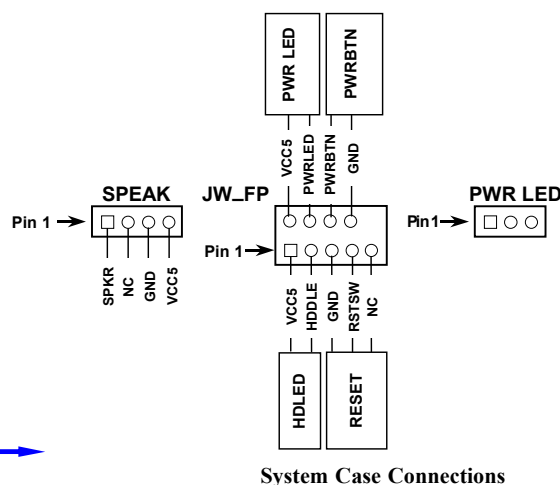 PWR LED
PWRBTN
VCC5
PWRLED
PWRBTN
GND
SPEAK
JW_FP
PWR LED
Pin 1
Pin 1
Pin1
SPKR
NC
GND
VCC5
VCC5
HDDLE
GND
RSTSW
NC
HDLED
RESET
System Case Connections